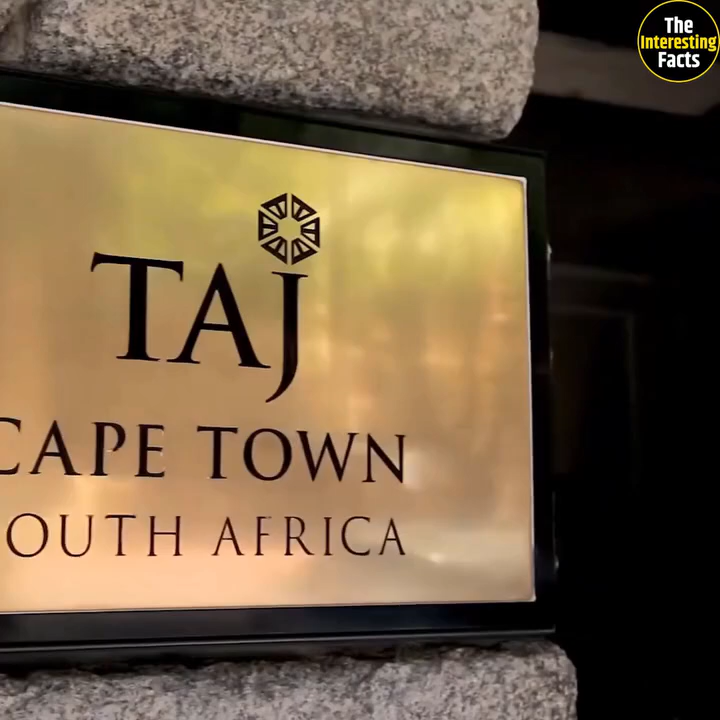 The
Interesting
Facts
TAJ
CAPE TOWN
OUTH AFRICA